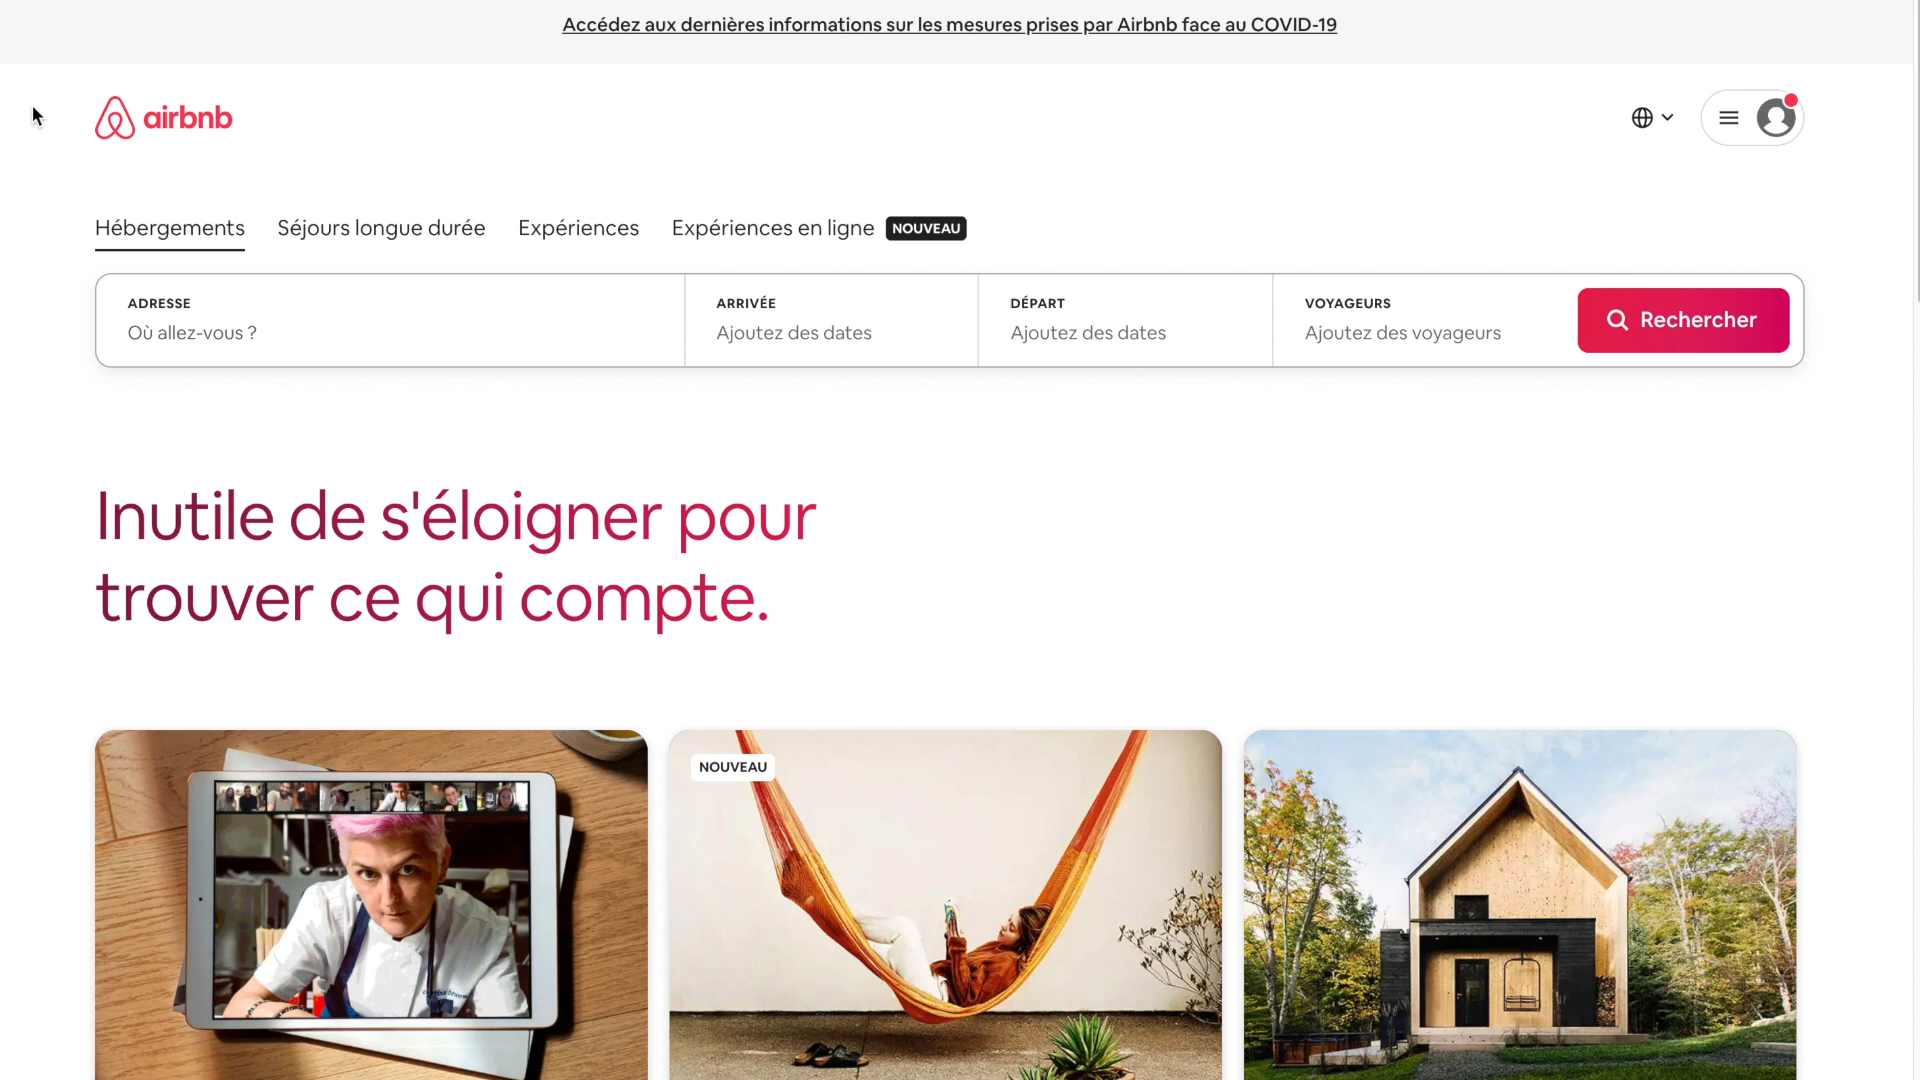 Accédez aux dernières informations sur les mesures prises par Airbnb face au COVID-19
airbnb
Hébergements Séjours longue durée Expériences Expériences en ligne NOUVEAU
ADRESSE ARRIVÉE DÉPART VOYAGEURS
Où allez-vous ? Ajoutez des dates Ajoutez des dates Ajoutez des voyageurs
Rechercher
Inutile de s'éloigner pour
trouver ce qui compte.
NOUVEAU